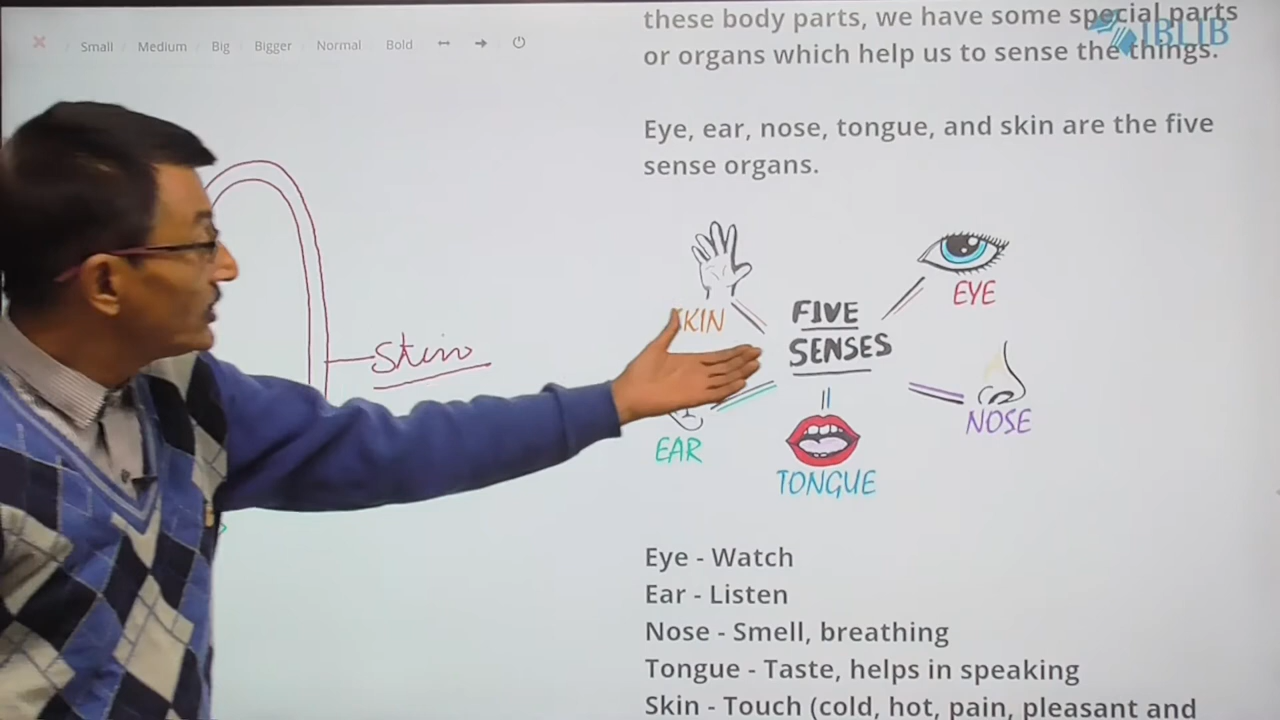 these body parts, we have some special parts
IBLIB
or organs which help us to sense the things.
Small / Medium / Big / Bigger / Normal / Bold
Eye, ear, nose, tongue, and skin are the five
sense organs.
EYE
SKIN
FIVE
SENSES
Skin
NOSE
EAR
TONGUE
Eye - Watch
Ear - Listen
Nose - Smell, breathing
Tongue - Taste, helps in speaking
Skin - Touch (cold, hot, pain, pleasant and